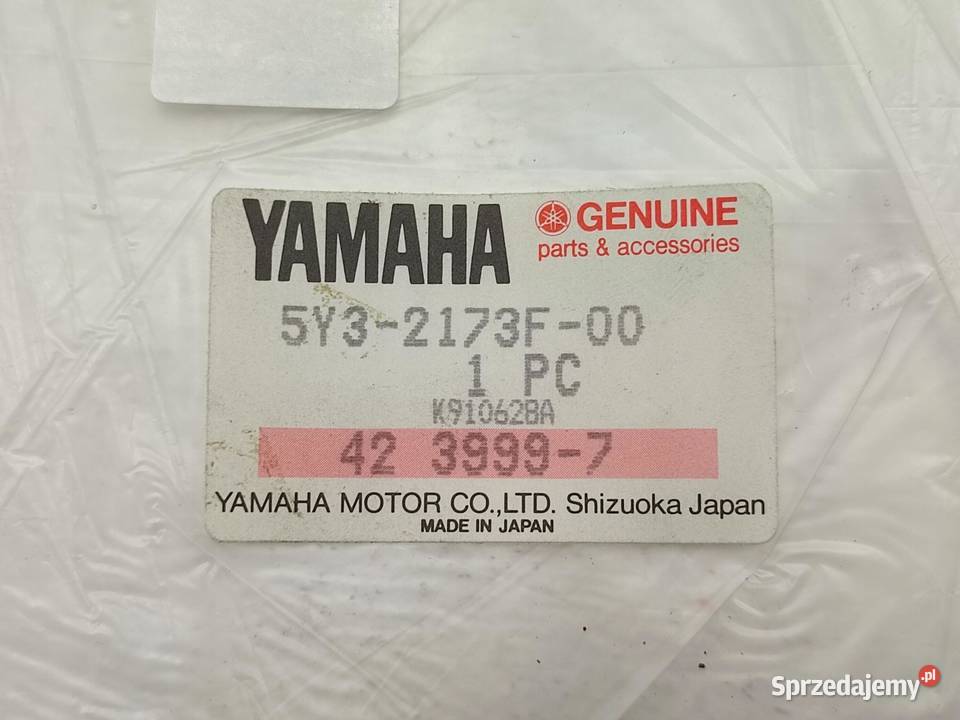 YAMAHA
GENUINE
parts & accessories
5Y3-2173F-00
1 PC
K91062BA
42 3999-7
YAMAHA MOTOR CO.,LTD. Shizuoka Japan
MADE IN JAPAN
Sprzedajemy.pl